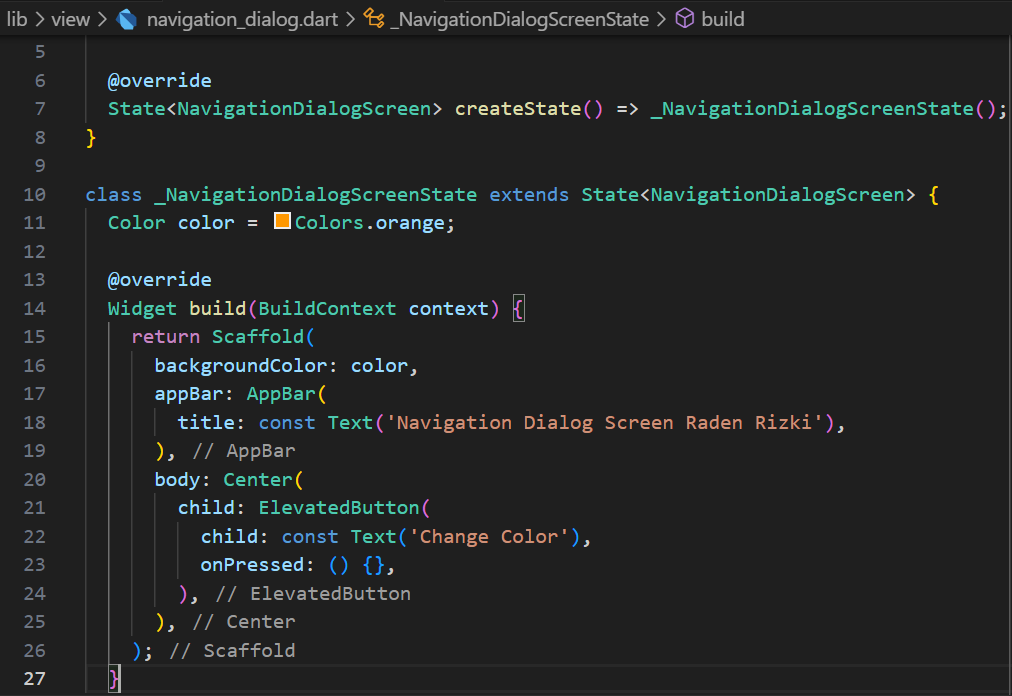 lib > view > navigation_dialog.dart > _NavigationDialogScreenState > build
5
6 @override
7 State<NavigationDialogScreen> createState() => _NavigationDialogScreenState();
8 }
9
10 class _NavigationDialogScreenState extends State<NavigationDialogScreen> {
11 Color color = Colors.orange;
12
13 @override
14 Widget build(BuildContext context) {
15 return Scaffold(
16 backgroundColor: color,
17 appBar: AppBar(
18 title: const Text('Navigation Dialog Screen Raden Rizki'),
19 ), // AppBar
20 body: Center(
21 child: ElevatedButton(
22 child: const Text('Change Color'),
23 onPressed: () {},
24 ), // ElevatedButton
25 ), // Center
26 ); // Scaffold
27 }